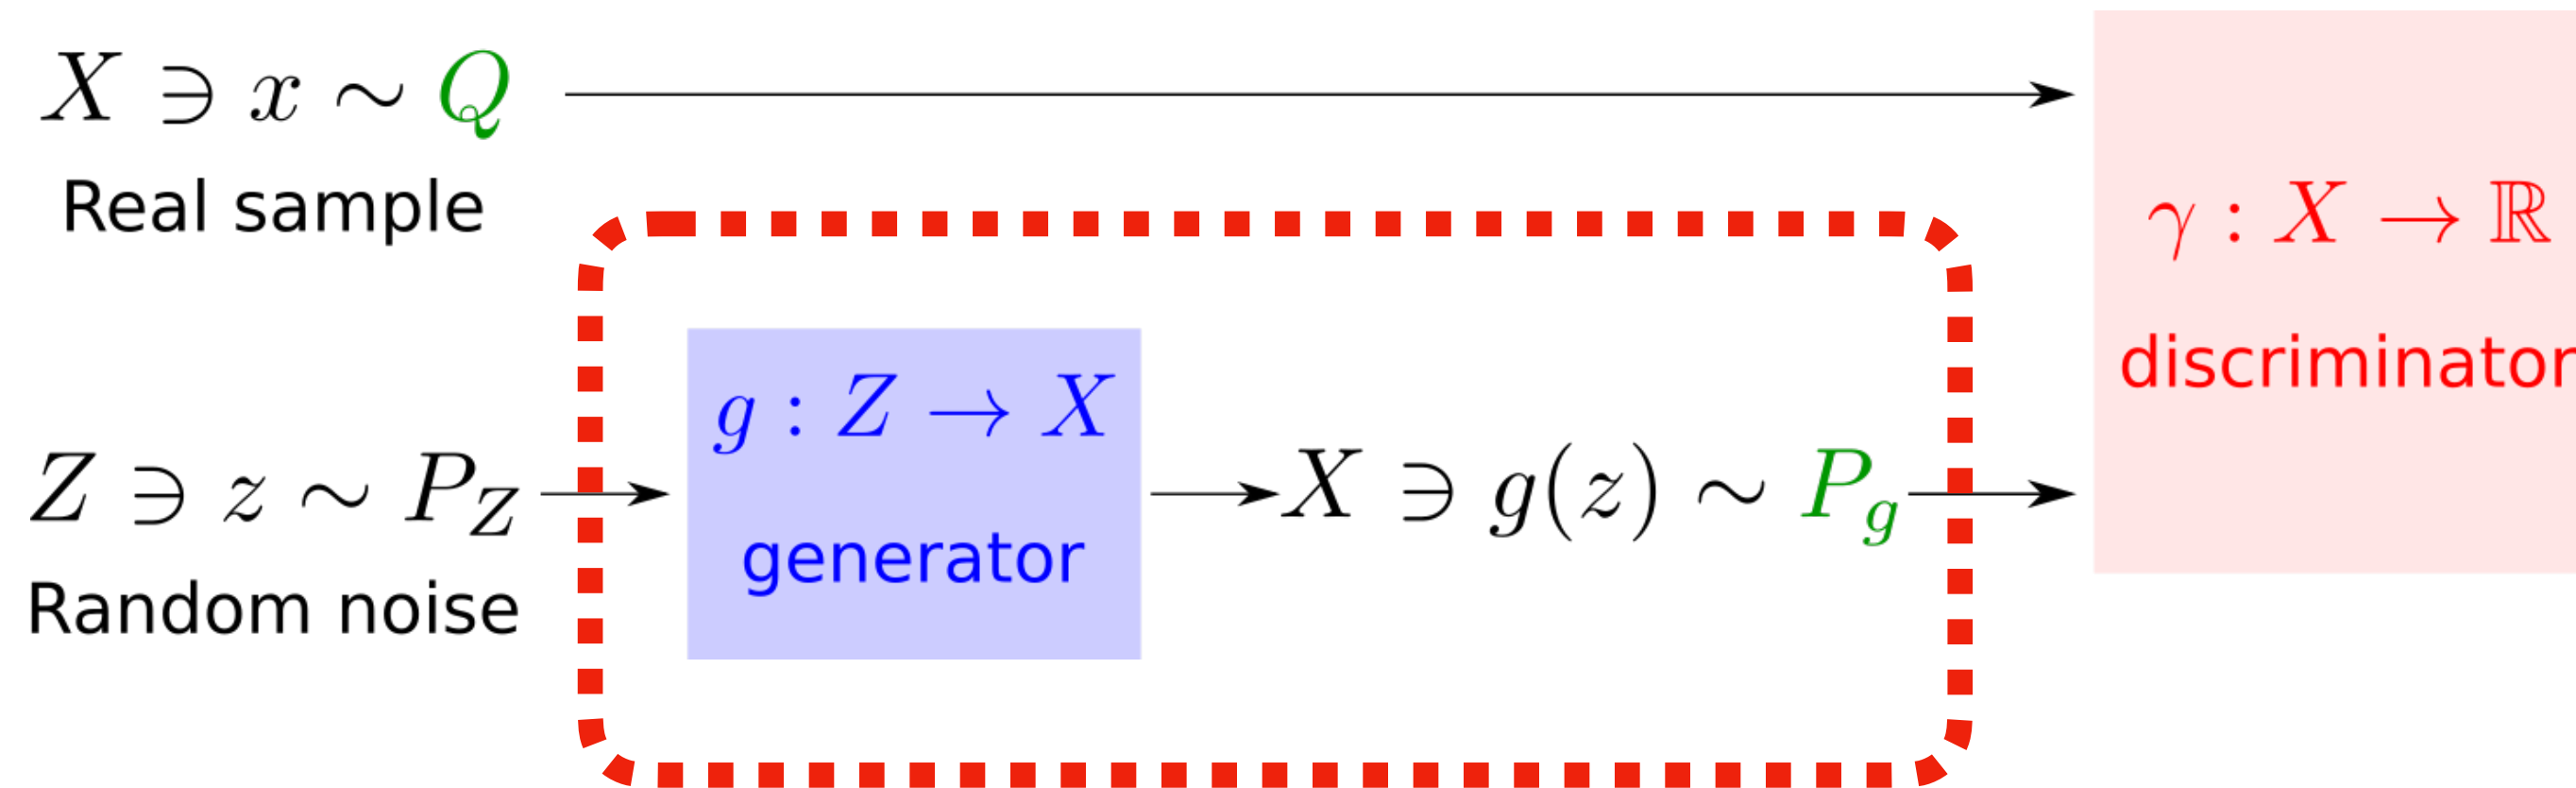 X ∋ x ∼ Q
Real sample
γ : X → ℝ
discriminator
g : Z → X
generator
Z ∋ z ∼ P_Z
Random noise
X ∋ g(z) ∼ P_g